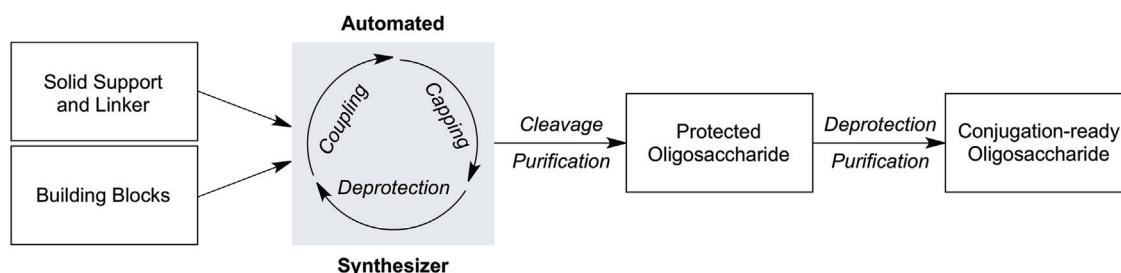 Automated
Solid Support
and Linker
Building Blocks
Coupling
Capping
Deprotection
Synthesizer
Cleavage
Purification
Protected
Oligosaccharide
Deprotection
Purification
Conjugation-ready
Oligosaccharide